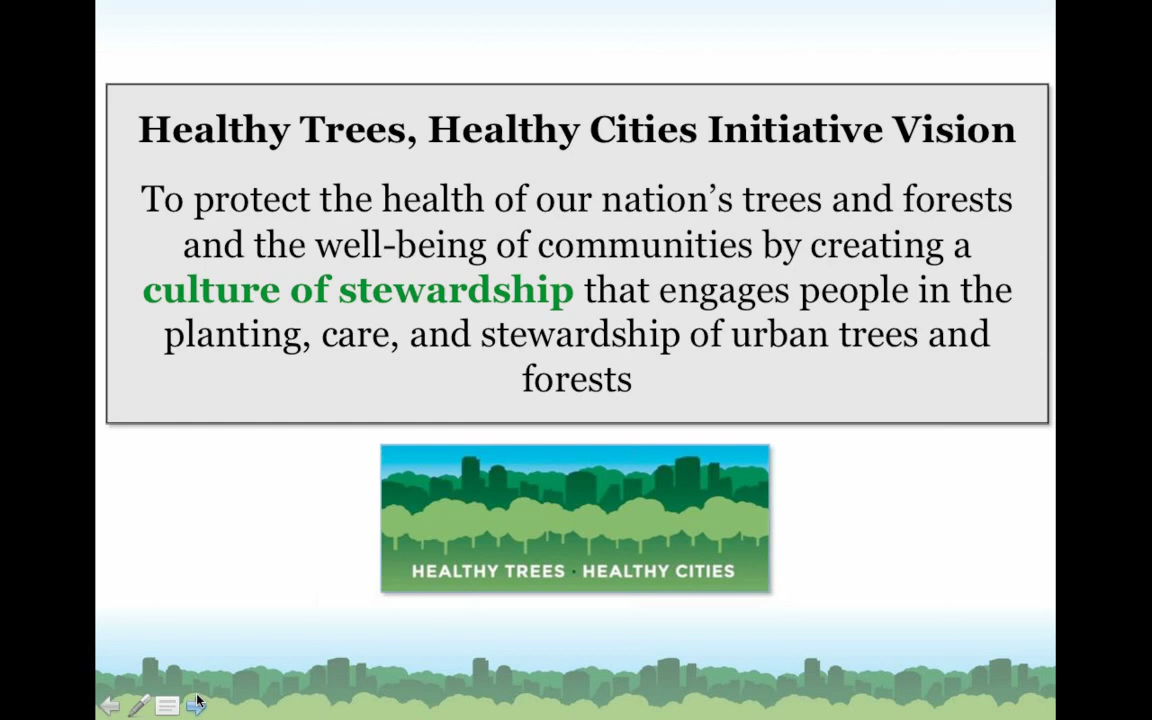 Healthy Trees, Healthy Cities Initiative Vision
To protect the health of our nation’s trees and forests
and the well-being of communities by creating a
culture of stewardship that engages people in the
planting, care, and stewardship of urban trees and
forests
HEALTHY TREES · HEALTHY CITIES